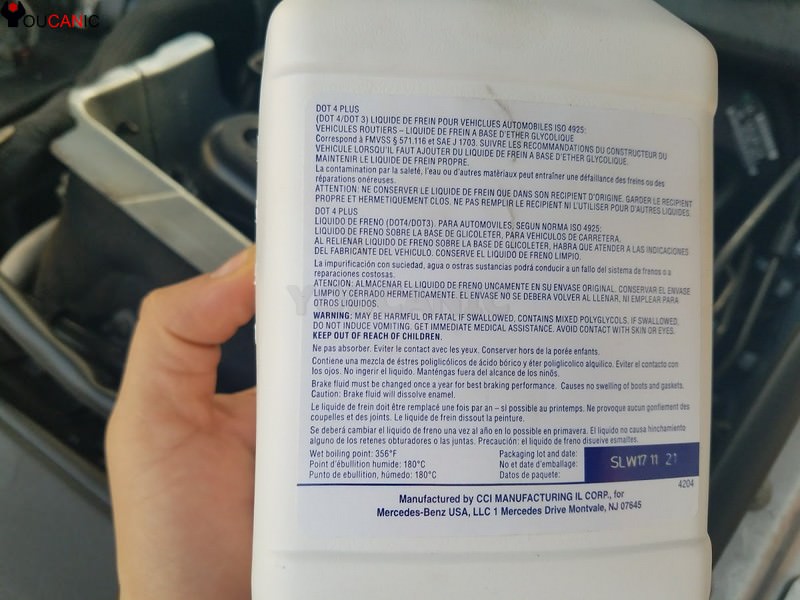 YOUCANIC
DOT 4 PLUS
(DOT 4/DOT 3) LIQUIDE DE FREIN POUR VEHICLUES AUTOMOBILES ISO 4925:
VEHICULES ROUTIERS – LIQUIDE DE FREIN A BASE D'ETHER GLYCOLIQUE
Correspond à FMVSS § 571.116 et SAE J 1703. SUIVRE LES RECOMMANDATIONS DU CONSTRUCTEUR DU
VEHICULE LORSQU'IL FAUT AJOUTER DU LIQUIDE DE FREIN A BASE D'ETHER GLYCOLIQUE.
MAINTENIR LE LIQUIDE DE FREIN PROPRE.
La contamination par la saleté, l'eau ou d'autres matériaux peut entraîner une défaillance des freins ou des
réparations onéreuses.
ATTENTION: NE CONSERVER LE LIQUIDE DE FREIN QUE DANS SON RECIPIENT D'ORIGINE. GARDER LE RECIPIENT
PROPRE ET HERMETIQUEMENT CLOS. NE PAS REMPLIR LE RECIPIENT NI L'UTILISER POUR D'AUTRES LIQUIDES.
DOT 4 PLUS
LIQUIDO DE FRENO (DOT4/DOT3). PARA AUTOMOVILES, SEGUN NORMA ISO 4925:
LIQUIDO DE FRENO SOBRE LA BASE DE GLICOLETER, PARA VEHICULOS DE CARRETERA.
AL RELIENAR LIQUIDO DE FRENO SOBRE LA BASE DE GLICOLETER, HABRA QUE ATENDER A LAS INDICACIONES
DEL FABRICANTE DEL VEHICULO. CONSERVE EL LIQUIDO DE FRENO LIMPIO.
La impurificación con suciedad, agua o ostras sustancias podrá conducir a un fallo del sistema de frenos o a
reparaciones costosas.
ATENCION: ALMACENAR EL LIQUIDO DE FRENO UNCAMENTE EN SU ENVASE ORIGINAL. CONSERVAR EL ENVASE
LIMPIO Y CERRADO HERMETICAMENTE. EL ENVASE NO SE DEBERA VOLVER AL LLENAR, NI EMPLEAR PARA
OTROS LIQUIDOS.
WARNING: MAY BE HARMFUL OR FATAL IF SWALLOWED, CONTAINS MIXED POLYGLYCOLS. IF SWALLOWED,
DO NOT INDUCE VOMITING. GET IMMEDIATE MEDICAL ASSISTANCE. AVOID CONTACT WITH SKIN OR EYES.
KEEP OUT OF REACH OF CHILDREN.
Ne pas absorber. Eviter le contact avec les yeux. Conserver hors de la porée enfants.
Contiene una mezcla de éstres poliglicólicos de ácido bórico y éter poliglicolico alquilico. Eviter el contacto con
los ojos. No ingerir el liquido. Manténgas fuera del alcance de los niñõs.
Brake fluid must be changed once a year for best braking performance. Causes no swelling of boots and gaskets.
Caution: Brake fluid will dissolve enamel.
Le liquide de frein doit être remplacé une fois par an – si possible au printemps. Ne provoque aucun gonfiement des
coupelles et des joints. Le liquide de frein dissout la peinture.
Se deberá cambiar el liquido de freno una vez al año en lo possible en primavera. El liquido no causa hinchamiento
alguno de los retenes obturadores o las juntas. Precaución: el liquido de freno disueive esmaltes.
Wet boiling point: 356°F
Point d'ébullition humide: 180°C
Punto de ebullition, húmedo: 180°C
Packaging lot and date:
No et date d'emballage:
Datos de paquete:
SLW17 11 21
4204
Manufactured by CCI MANUFACTURING IL CORP., for
Mercedes-Benz USA, LLC 1 Mercedes Drive Montvale, NJ 07645